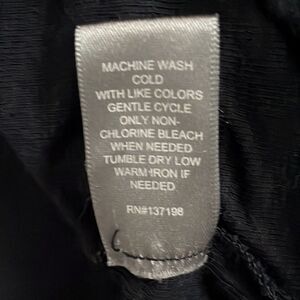 MACHINE WASH
COLD
WITH LIKE COLORS
GENTLE CYCLE
ONLY NON-
CHLORINE BLEACH
WHEN NEEDED
TUMBLE DRY LOW
WARM IRON IF
NEEDED
RN#137198